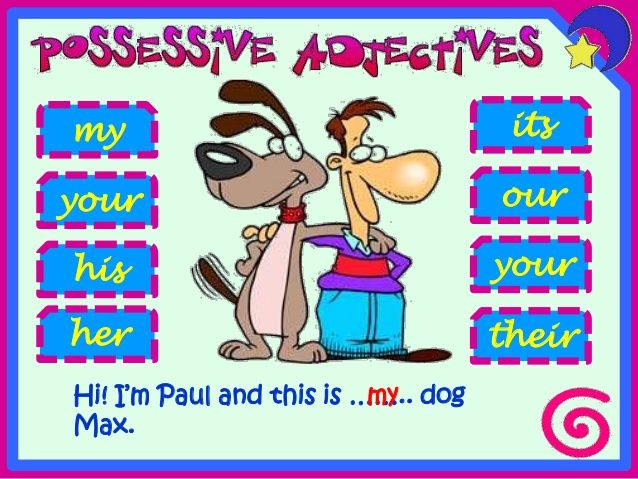 POSSESSIVE ADJECTIVES
my
your
his
her
its
our
your
their
Hi! I'm Paul and this is ..my.. dog
Max.